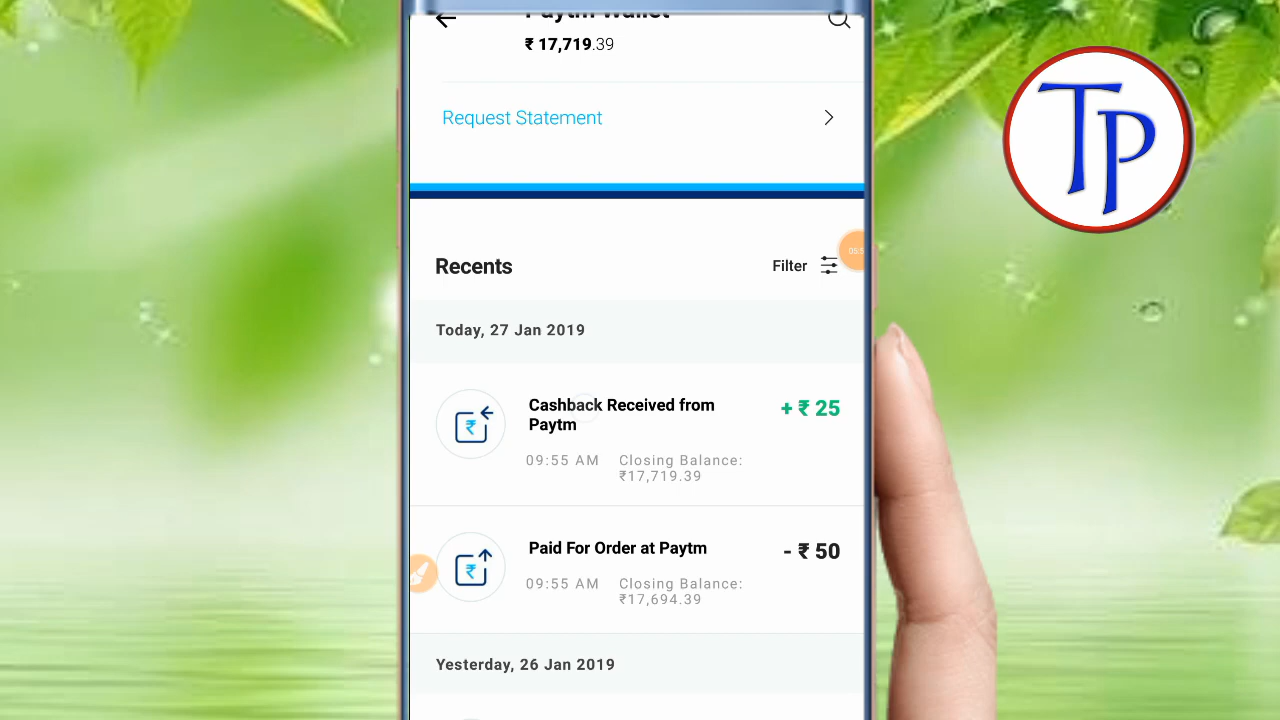 Paytm Wallet
₹ 17,719.39
Request Statement
Recents
Filter
Today, 27 Jan 2019
Cashback Received from
Paytm
+ ₹ 25
09:55 AM
Closing Balance:
₹17,719.39
Paid For Order at Paytm
- ₹ 50
09:55 AM
Closing Balance:
₹17,694.39
Yesterday, 26 Jan 2019
TP